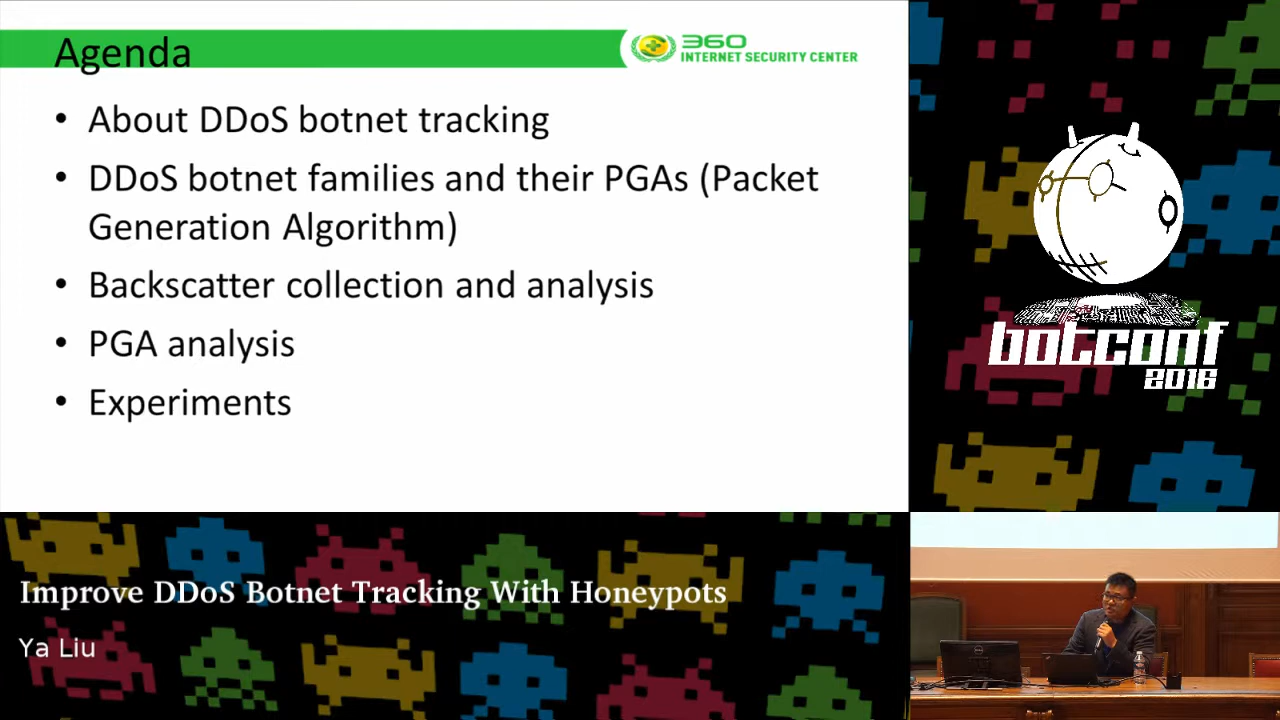 Agenda
360
INTERNET SECURITY CENTER
• About DDoS botnet tracking
• DDoS botnet families and their PGAs (Packet
Generation Algorithm)
• Backscatter collection and analysis
• PGA analysis
• Experiments
botconf
2016
Improve DDoS Botnet Tracking With Honeypots
Ya Liu